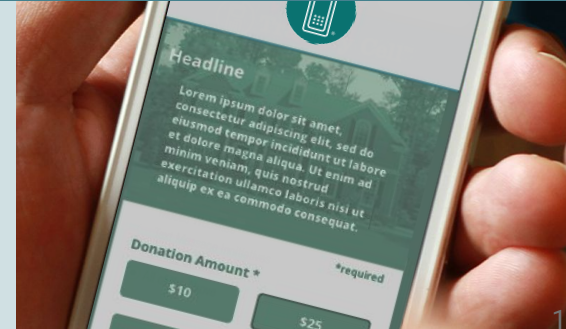 Headline
Lorem ipsum dolor sit amet,
consectetur adipiscing elit, sed do
eiusmod tempor incididunt ut labore
et dolore magna aliqua. Ut enim ad
minim veniam, quis nostrud
exercitation ullamco laboris nisi ut
aliquip ex ea commodo consequat.
Donation Amount *
*required
$10
$25
1